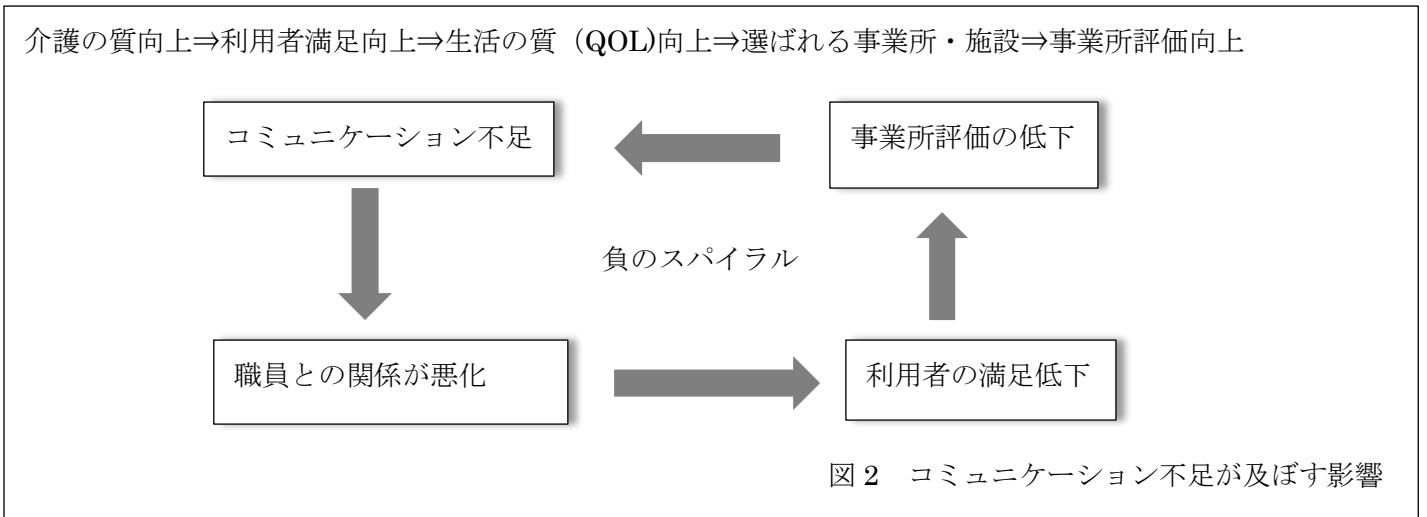 介護の質向上⇒利用者満足向上⇒生活の質（QOL)向上⇒選ばれる事業所・施設⇒事業所評価向上
コミュニケーション不足
事業所評価の低下
負のスパイラル
職員との関係が悪化
利用者の満足低下
図 2　コミュニケーション不足が及ぼす影響